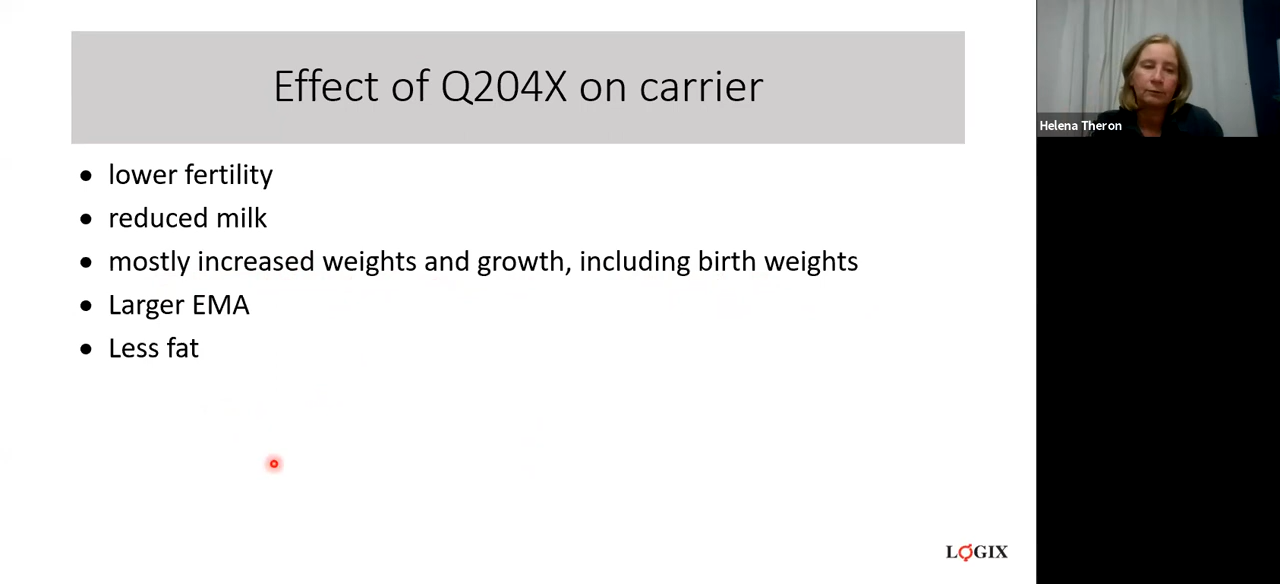 Effect of Q204X on carrier
Helena Theron
• lower fertility
• reduced milk
• mostly increased weights and growth, including birth weights
• Larger EMA
• Less fat
LOGIX